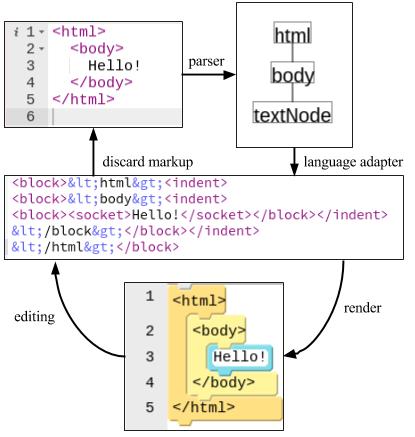 i 1 <html>
2 <body>
3 Hello!
4 </body>
5 </html>
6
parser
html
body
textNode
discard markup
language adapter
<block>&lt;html&gt;<indent>
<block>&lt;body&gt;<indent>
<block><socket>Hello!</socket></block></indent>
&lt;/block&gt;</block></indent>
&lt;/html&gt;</block>
editing
render
1 <html>
2 <body>
3 Hello!
4 </body>
5 </html>